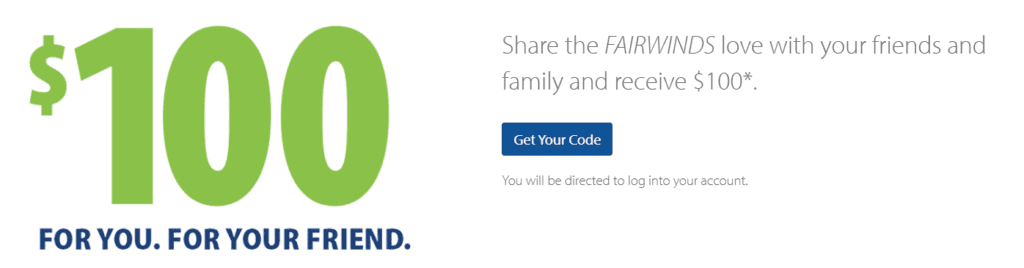 $100
FOR YOU. FOR YOUR FRIEND.
Share the FAIRWINDS love with your friends and
family and receive $100*.
Get Your Code
You will be directed to log into your account.